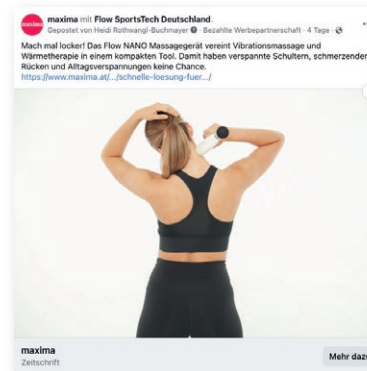 maxima
maxima mit Flow SportsTech Deutschland.
Gepostet von Heidi Rothwangl-Buchmayer · Bezahlte Werbepartnerschaft · 4 Tage ·
Mach mal locker! Das Flow NANO Massagegerät vereint Vibrationsmassage und
Wärmetherapie in einem kompakten Tool. Damit haben verspannte Schultern, schmerzender
Rücken und Alltagsverspannungen keine Chance.
https://www.maxima.at/.../schnelle-loesung-fuer.../
maxima
Zeitschrift
Mehr dazu